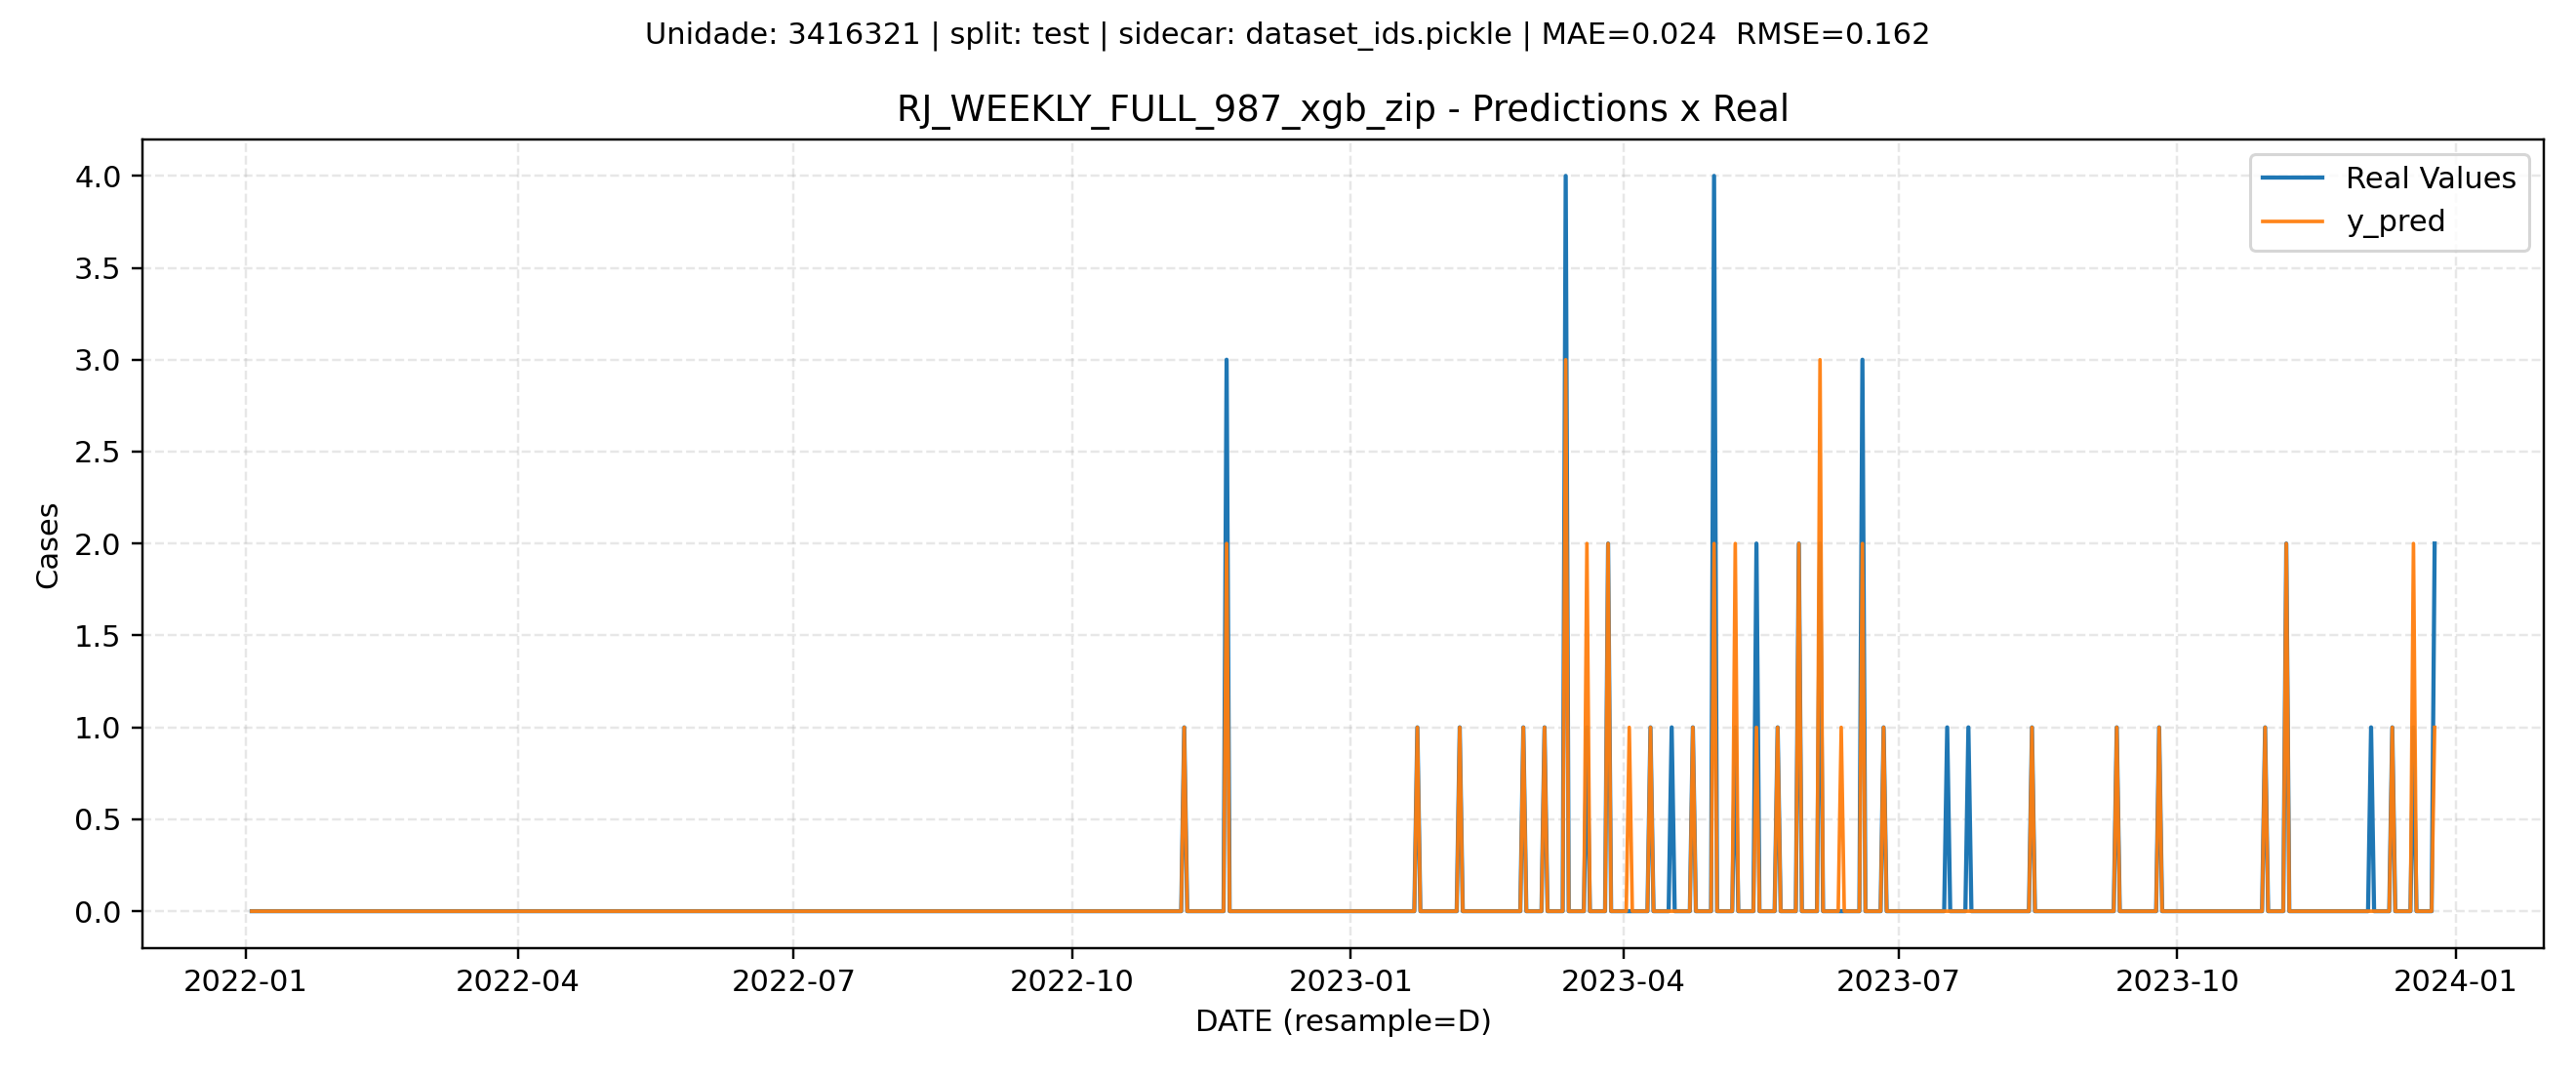 Unidade: 3416321 | split: test | sidecar: dataset_ids.pickle | MAE=0.024  RMSE=0.162
RJ_WEEKLY_FULL_987_xgb_zip - Predictions x Real
Real Values
y_pred
4.0
3.5
3.0
2.5
2.0
1.5
1.0
0.5
0.0
Cases
2022-01 2022-04 2022-07 2022-10 2023-01 2023-04 2023-07 2023-10 2024-01
DATE (resample=D)